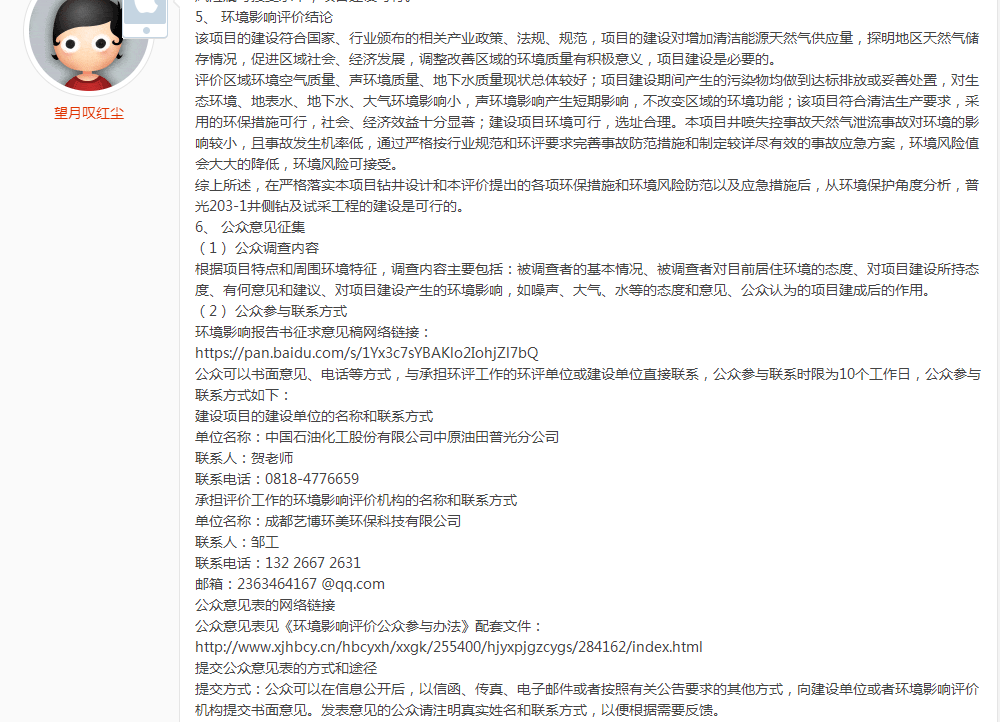 5、 环境影响评价结论
该项目的建设符合国家、行业颁布的相关产业政策、法规、规范，项目的建设对增加清洁能源天然气供应量，探明地区天然气储
存情况，促进区域社会、经济发展，调整改善区域的环境质量有积极意义，项目建设是必要的。
评价区域环境空气质量、声环境质量、地下水质量现状总体较好；项目建设期间产生的污染物均做到达标排放或妥善处置，对生
态环境、地表水、地下水、大气环境影响小，声环境影响产生短期影响，不改变区域的环境功能；该项目符合清洁生产要求，采
用的环保措施可行，社会、经济效益十分显著；建设项目环境可行，选址合理。本项目井喷失控事故天然气泄流事故对环境的影
响较小，且事故发生机率低，通过严格按行业规范和环评要求完善事故防范措施和制定较详尽有效的事故应急方案，环境风险值
会大大的降低，环境风险可接受。
望月叹红尘
综上所述，在严格落实本项目钻井设计和本评价提出的各项环保措施和环境风险防范以及应急措施后，从环境保护角度分析，普
光203-1井侧钻及试采工程的建设是可行的。
6、 公众意见征集
（1）公众调查内容
根据项目特点和周围环境特征，调查内容主要包括：被调查者的基本情况、被调查者对目前居住环境的态度、对项目建设所持态
度、有何意见和建议、对项目建设产生的环境影响，如噪声、大气、水等的态度和意见、公众认为的项目建成后的作用。
（2）公众参与联系方式
环境影响报告书征求意见稿网络链接：
https://pan.baidu.com/s/1Yx3c7sYBAKlo2IohjZl7bQ
公众可以书面意见、电话等方式，与承担环评工作的环评单位或建设单位直接联系，公众参与联系时限为10个工作日，公众参与
联系方式如下：
建设项目的建设单位的名称和联系方式
单位名称：中国石油化工股份有限公司中原油田普光分公司
联系人：贺老师
联系电话：0818-4776659
承担评价工作的环境影响评价机构的名称和联系方式
单位名称：成都艺博环美环保科技有限公司
联系人：邹工
联系电话：132 2667 2631
邮箱：2363464167 @qq.com
公众意见表的网络链接
公众意见表见《环境影响评价公众参与办法》配套文件：
http://www.xjhbcy.cn/hbcyxh/xxgk/255400/hjyxpjgzcygs/284162/index.html
提交公众意见表的方式和途径
提交方式：公众可以在信息公开后，以信函、传真、电子邮件或者按照有关公告要求的其他方式，向建设单位或者环境影响评价
机构提交书面意见。发表意见的公众请注明真实姓名和联系方式，以便根据需要反馈。